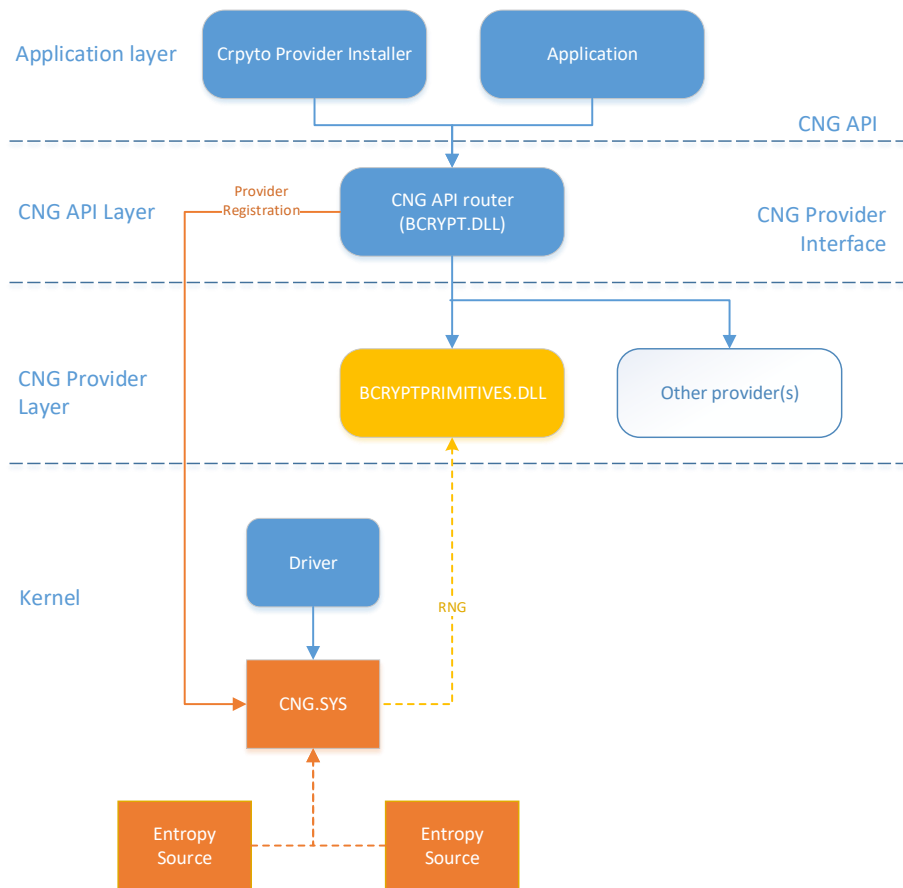 Application layer
Crpyto Provider Installer
Application
CNG API
Provider
Registration
CNG API Layer
CNG API router
(BCRYPT.DLL)
CNG Provider
Interface
CNG Provider
Layer
BCRYPTPRIMITIVES.DLL
Other provider(s)
Kernel
Driver
RNG
CNG.SYS
Entropy
Source
Entropy
Source